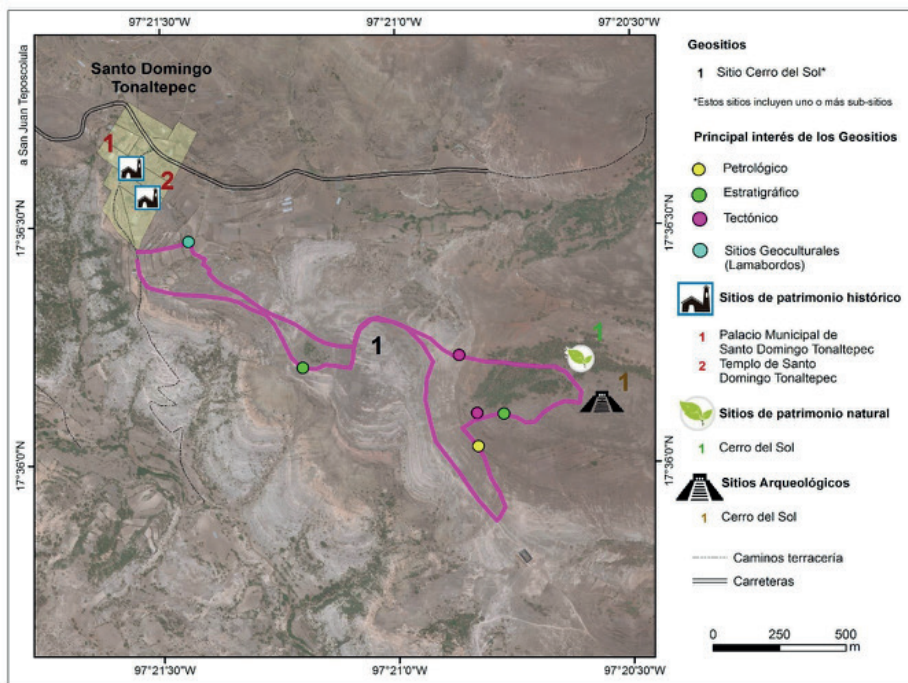 97°21'30"W
97°21'0"W
97°20'30"W
a San Juan Teposcolula
Santo Domingo
Tonaltepec
1
2
17°36'30"N
17°36'30"N
1
1
1
17°36'0"N
17°36'0"N
97°21'30"W
97°21'0"W
97°20'30"W
Geositios
1 Sitio Cerro del Sol*
*Estos sitios incluyen uno o más sub-sitios
Principal interés de los Geositios
Petrológico
Estratigráfico
Tectónico
Sitios Geoculturales
(Lamabordos)
Sitios de patrimonio histórico
1 Palacio Municipal de
Santo Domingo Tonaltepec
2 Templo de Santo
Domingo Tonaltepec
Sitios de patrimonio natural
1 Cerro del Sol
Sitios Arqueológicos
1 Cerro del Sol
Caminos terracería
Carreteras
0 250 500
m